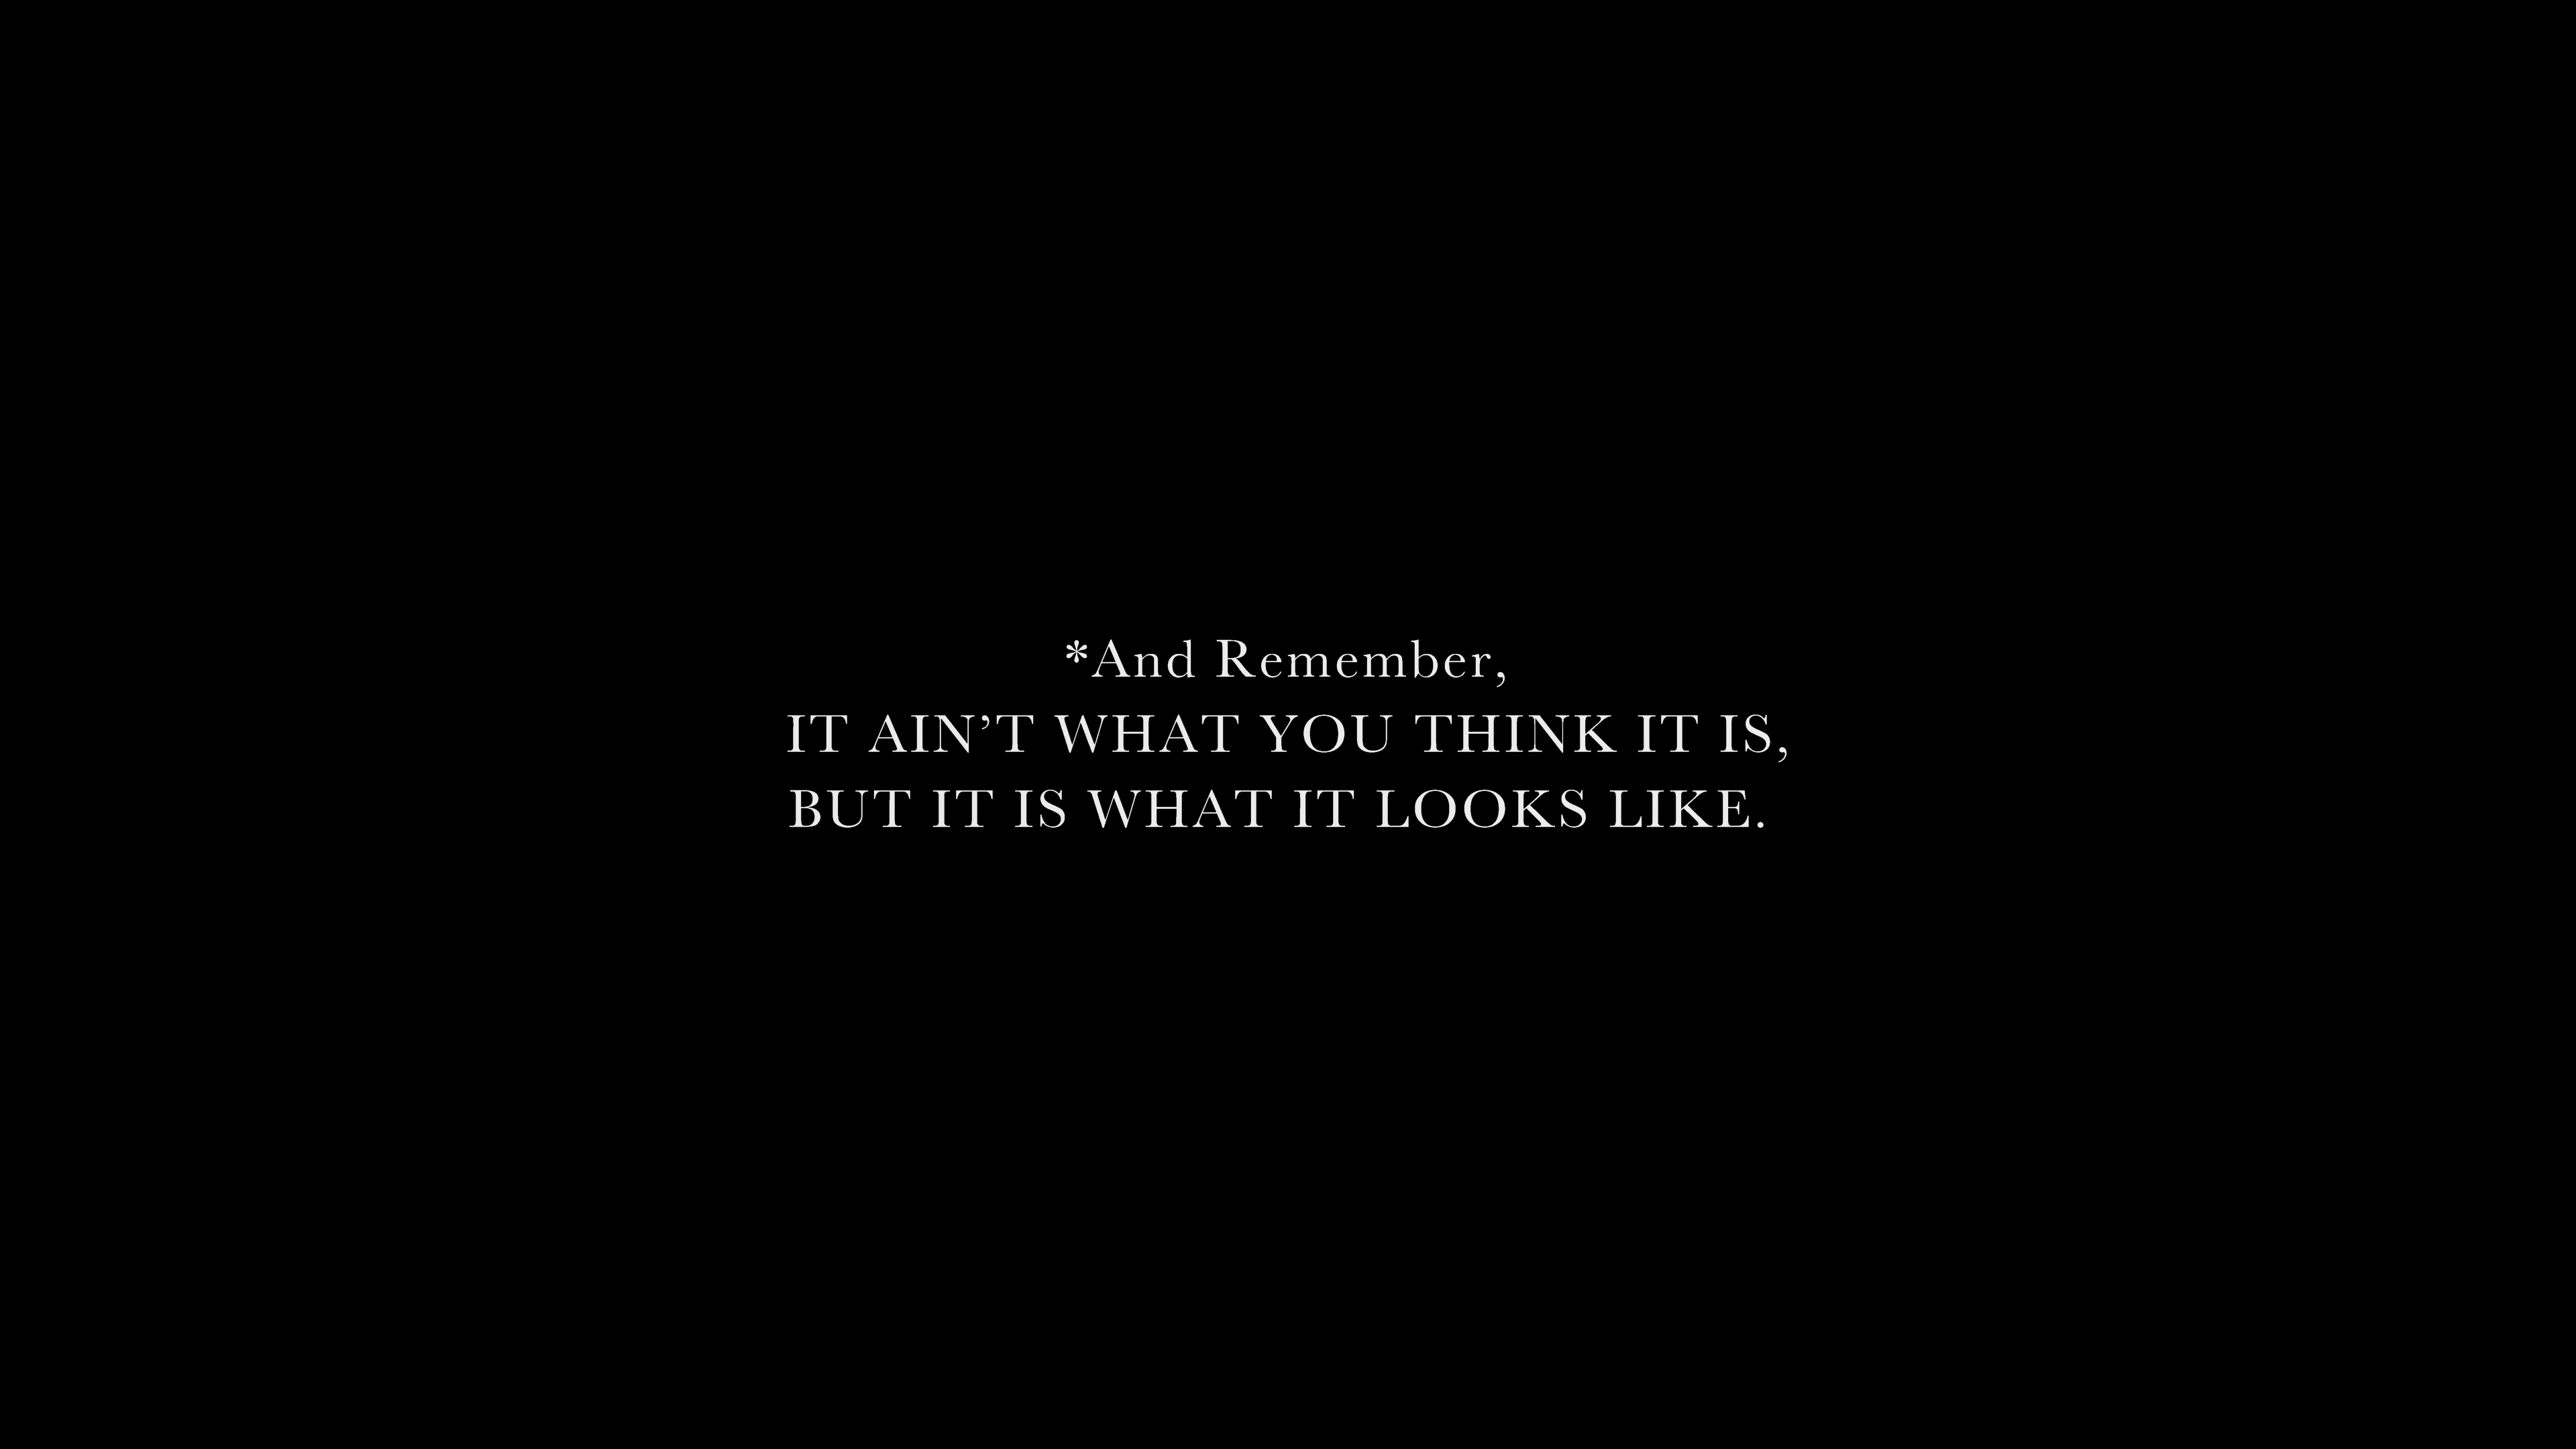 *And Remember,
IT AIN’T WHAT YOU THINK IT IS,
BUT IT IS WHAT IT LOOKS LIKE.